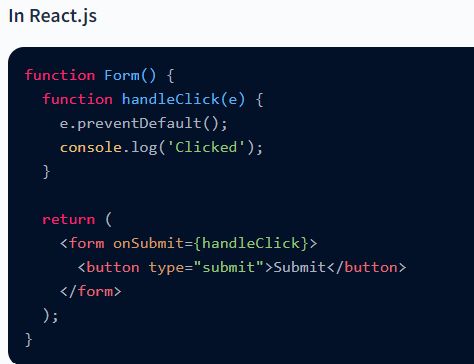 In React.js
function Form() {
  function handleClick(e) {
    e.preventDefault();
    console.log('Clicked');
  }

  return (
    <form onSubmit={handleClick}>
      <button type="submit">Submit</button>
    </form>
  );
}